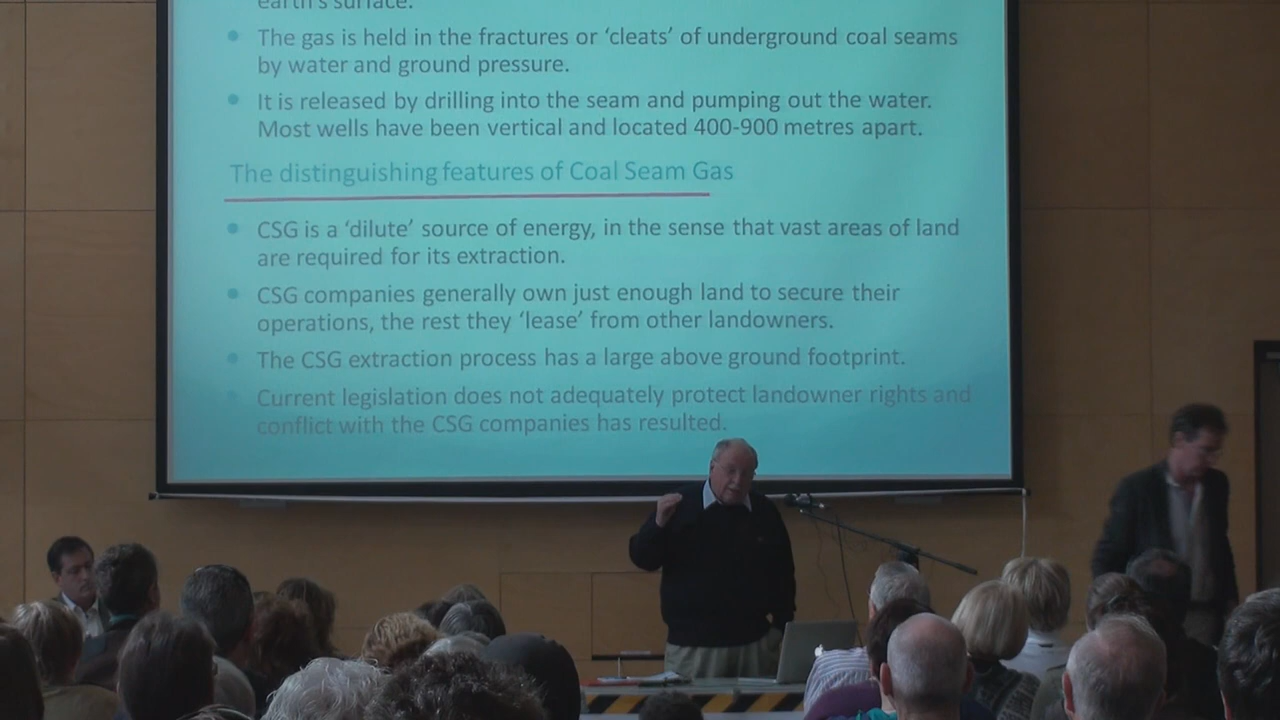 earth's surface.
The gas is held in the fractures or ‘cleats’ of underground coal seams
by water and ground pressure.
It is released by drilling into the seam and pumping out the water.
Most wells have been vertical and located 400-900 metres apart.
The distinguishing features of Coal Seam Gas
CSG is a ‘dilute’ source of energy, in the sense that vast areas of land
are required for its extraction.
CSG companies generally own just enough land to secure their
operations, the rest they ‘lease’ from other landowners.
The CSG extraction process has a large above ground footprint.
Current legislation does not adequately protect landowner rights and
conflict with the CSG companies has resulted.